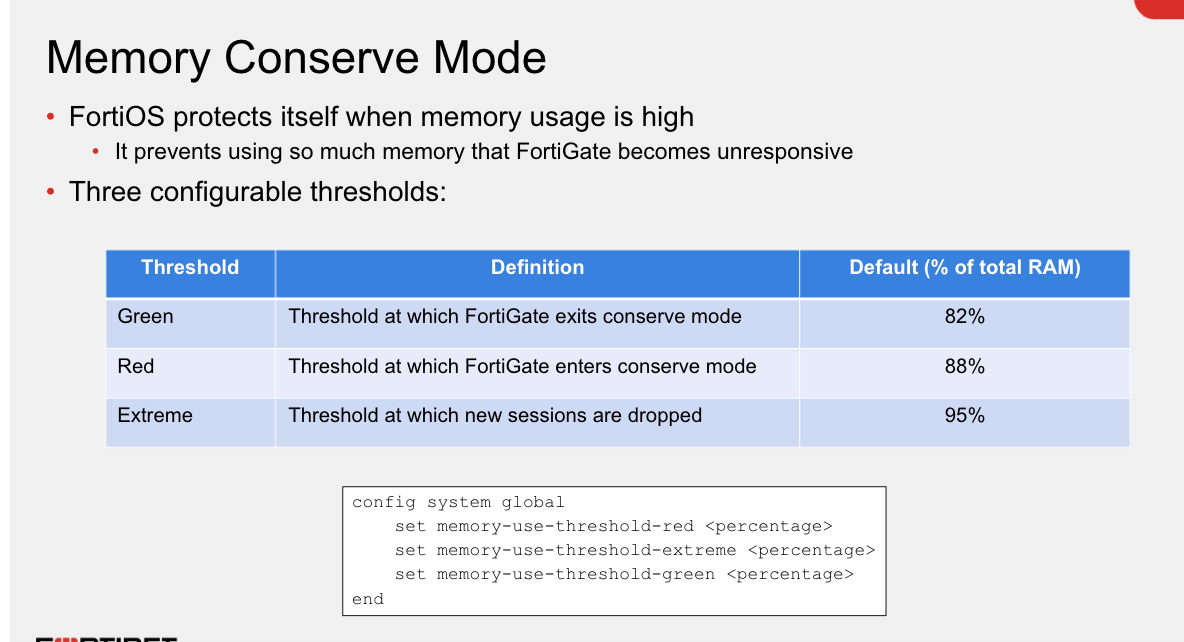 Memory Conserve Mode
• FortiOS protects itself when memory usage is high
• It prevents using so much memory that FortiGate becomes unresponsive
• Three configurable thresholds:
Threshold Definition Default (% of total RAM)
Green Threshold at which FortiGate exits conserve mode 82%
Red Threshold at which FortiGate enters conserve mode 88%
Extreme Threshold at which new sessions are dropped 95%
config system global
set memory-use-threshold-red <percentage>
set memory-use-threshold-extreme <percentage>
set memory-use-threshold-green <percentage>
end